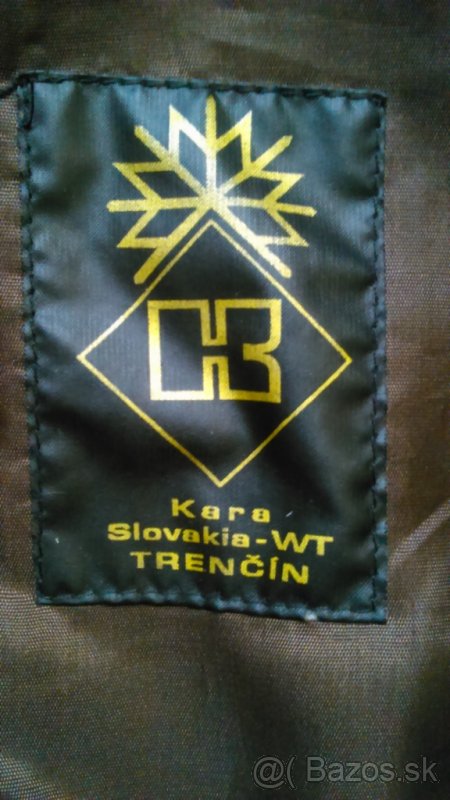 Kara
Slovakia-WT
TRENČÍN
@( Bazos.sk